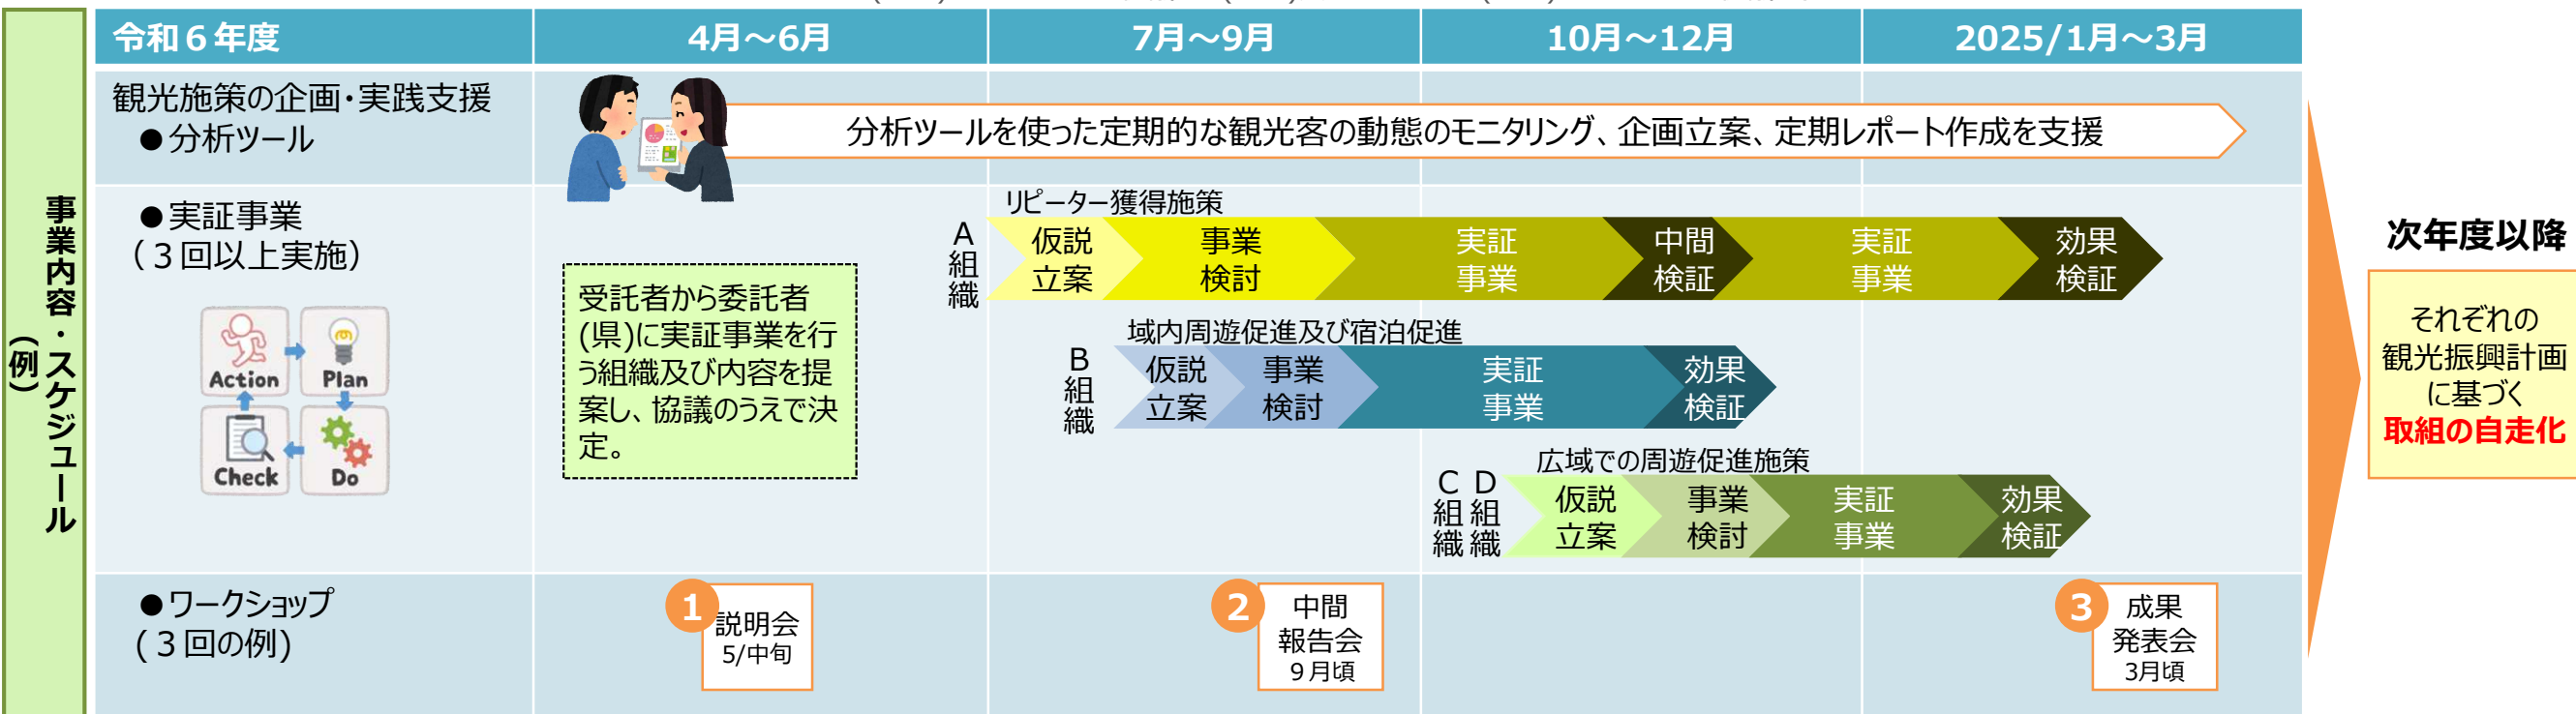 事業内容・スケジュール
（例）
令和６年度
4月～6月
7月～9月
10月～12月
2025/1月～3月
観光施策の企画・実践支援
●分析ツール
分析ツールを使った定期的な観光客の動態のモニタリング、企画立案、定期レポート作成を支援
●実証事業
（３回以上実施）
Action
Plan
Check
Do
受託者から委託者
(県)に実証事業を行
う組織及び内容を提
案し、協議のうえで決
定。
リピーター獲得施策
A組織
仮説
立案
事業
検討
実証
事業
中間
検証
実証
事業
効果
検証
域内周遊促進及び宿泊促進
B組織
仮説
立案
事業
検討
実証
事業
効果
検証
広域での周遊促進施策
C組織
D組織
仮説
立案
事業
検討
実証
事業
効果
検証
●ワークショップ
(３回の例)
1
説明会
5/中旬
2
中間
報告会
９月頃
3
成果
発表会
3月頃
次年度以降
それぞれの
観光振興計画
に基づく
取組の自走化